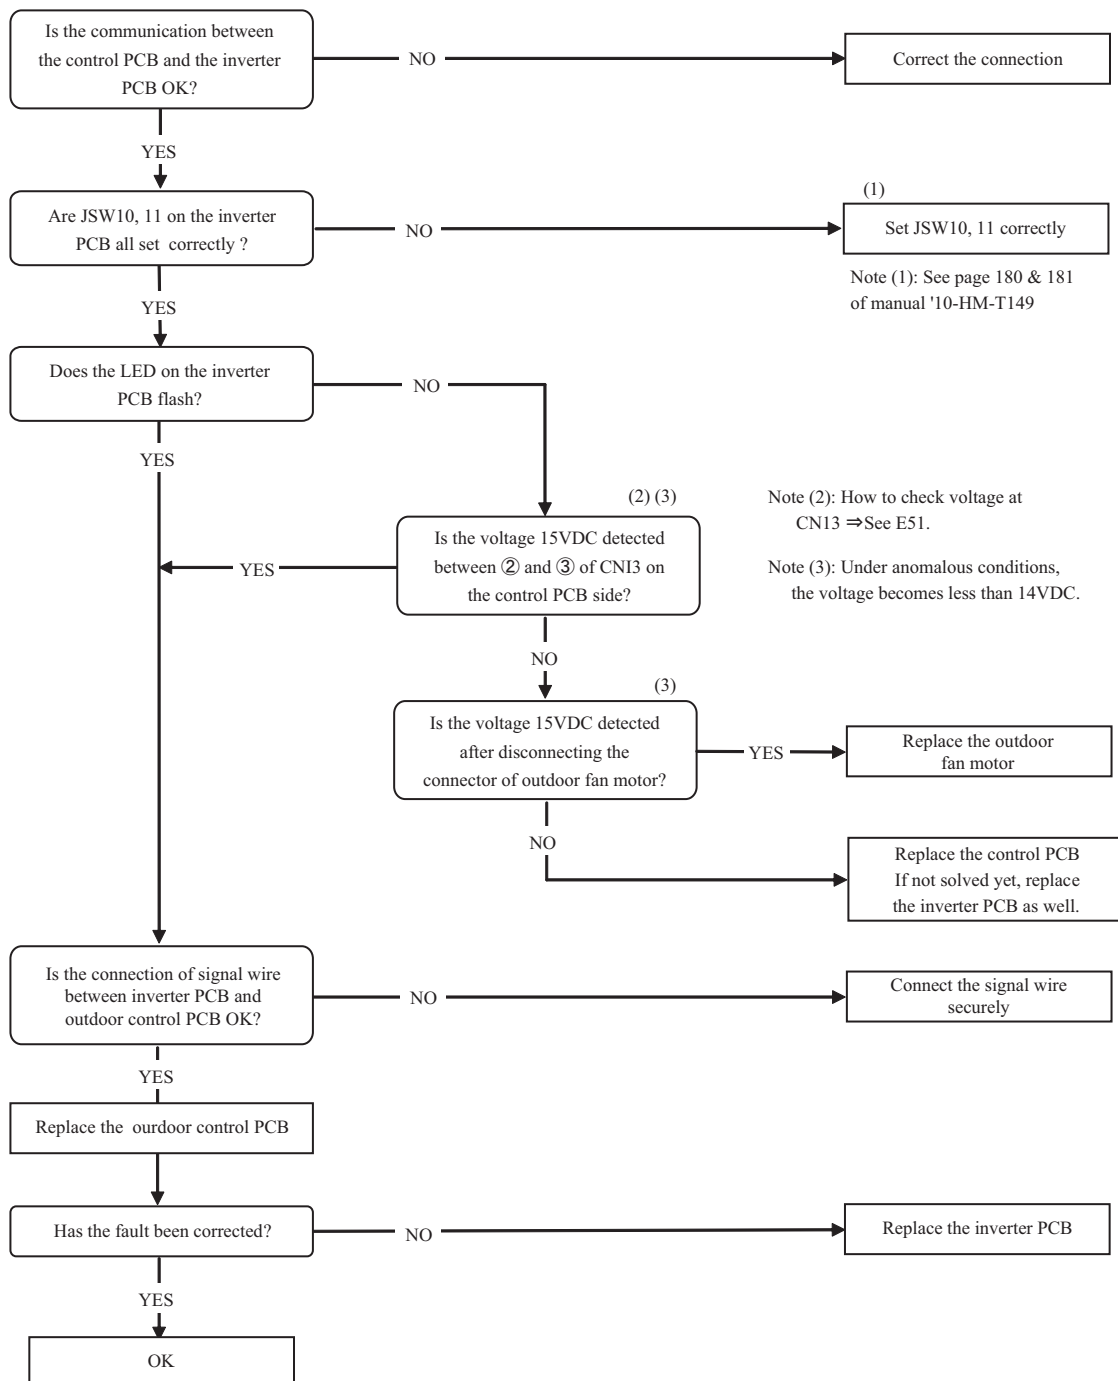 Is the communication between
the control PCB and the inverter
PCB OK?
NO
Correct the connection
YES
Are JSW10, 11 on the inverter
PCB all set correctly ?
NO
(1)
Set JSW10, 11 correctly
Note (1): See page 180 & 181
of manual '10-HM-T149
YES
Does the LED on the inverter
PCB flash?
NO
YES
(2) (3)
Is the voltage 15VDC detected
between ② and ③ of CNI3 on
the control PCB side?
YES
Note (2): How to check voltage at
CN13 ⇒See E51.
Note (3): Under anomalous conditions,
the voltage becomes less than 14VDC.
NO
(3)
Is the voltage 15VDC detected
after disconnecting the
connector of outdoor fan motor?
YES
Replace the outdoor
fan motor
NO
Replace the control PCB
If not solved yet, replace
the inverter PCB as well.
Is the connection of signal wire
between inverter PCB and
outdoor control PCB OK?
NO
Connect the signal wire
securely
YES
Replace the ourdoor control PCB
Has the fault been corrected?
NO
Replace the inverter PCB
YES
OK